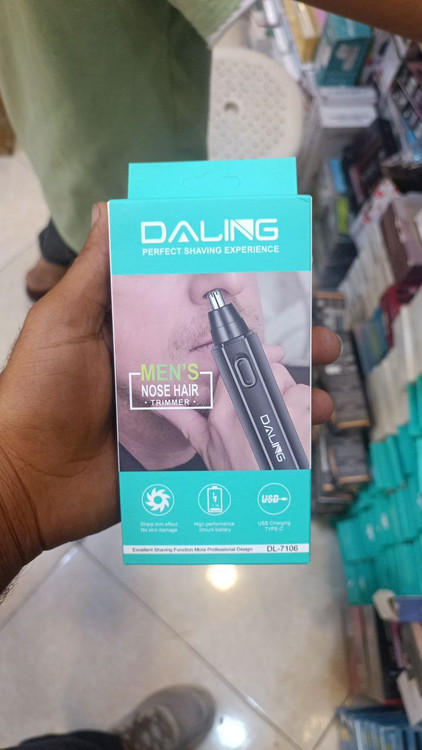 DALING
PERFECT SHAVING EXPERIENCE
MEN'S
NOSE HAIR
• TRIMMER •
DALING
Sharp trim effect
No skin damage
High performance
lithium battery
USB
USB Charging
TYPE-C
Excellent Shaving Function More Professional Design
DL-7106